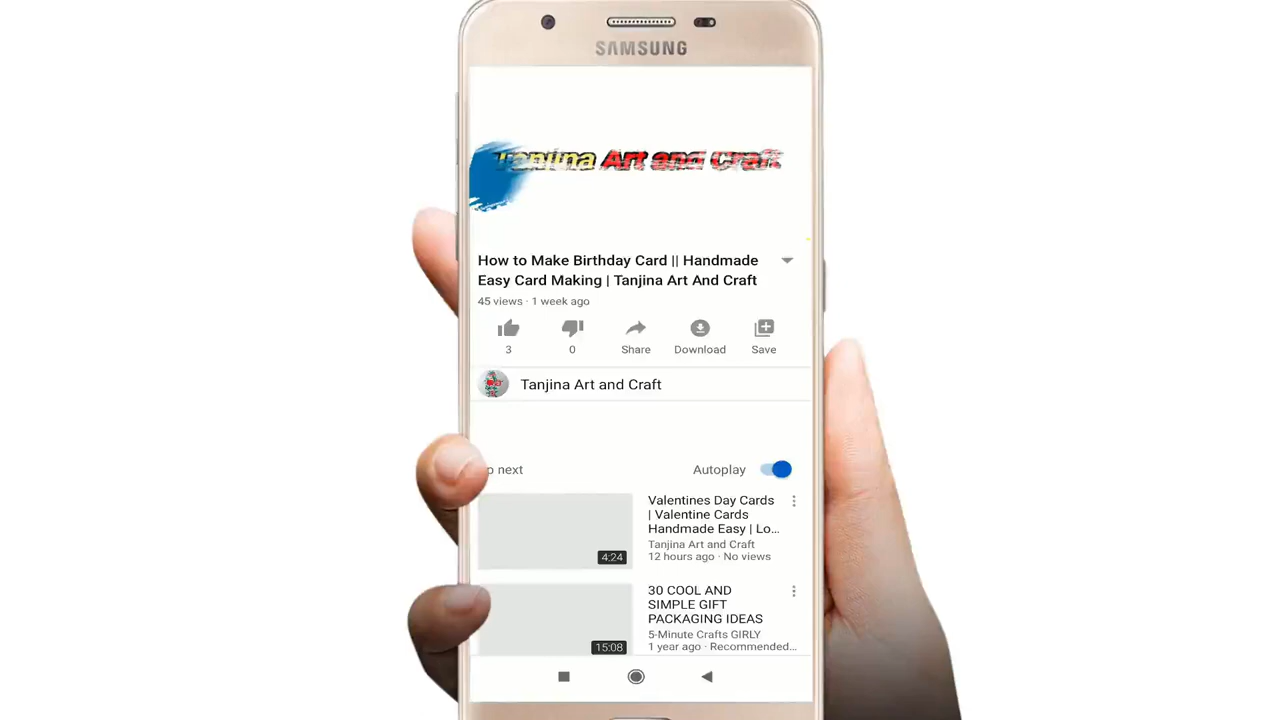 SAMSUNG
Tanjina Art and Craft
How to Make Birthday Card || Handmade
Easy Card Making | Tanjina Art And Craft
45 views · 1 week ago
3
0
Share
Download
Save
Tanjina Art and Craft
p next
Autoplay
Valentines Day Cards
| Valentine Cards
Handmade Easy | Lo...
Tanjina Art and Craft
12 hours ago · No views
4:24
30 COOL AND
SIMPLE GIFT
PACKAGING IDEAS
5-Minute Crafts GIRLY
1 year ago · Recommended...
15:08